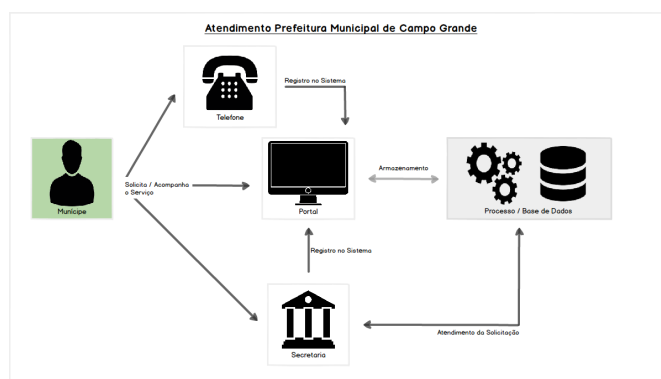 Atendimento Prefeitura Municipal de Campo Grande
Telefone
Registro no Sistema
Munícipe
Solicita / Acompanha
o Serviço
Portal
Armazenamento
Processo / Base de Dados
Registro no Sistema
Secretaria
Atendimento da Solicitação